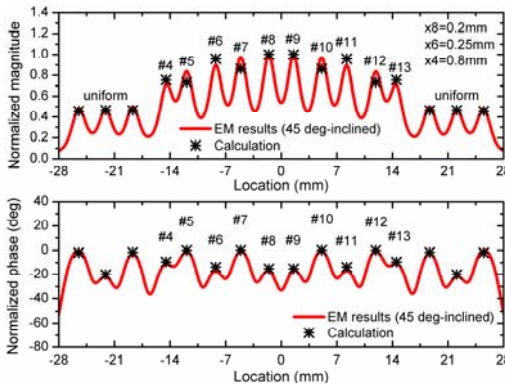 Normalized magnitude
1.4
1.2
1.0
0.8
0.6
0.4
0.2
0.0
x8=0.2mm
x6=0.25mm
x4=0.8mm
#4 #5 #6 #7 #8 #9 #10 #11 #12 #13
uniform uniform
EM results (45 deg-inclined)
Calculation
-28 -21 -14 -7 0 7 14 21 28
Location (mm)
Normalized phase (deg)
40
20
0
-20
-40
-60
-80
#4 #5 #6 #7 #8 #9 #10 #11 #12 #13
EM results (45 deg-inclined)
Calculation
-28 -21 -14 -7 0 7 14 21 28
Location (mm)